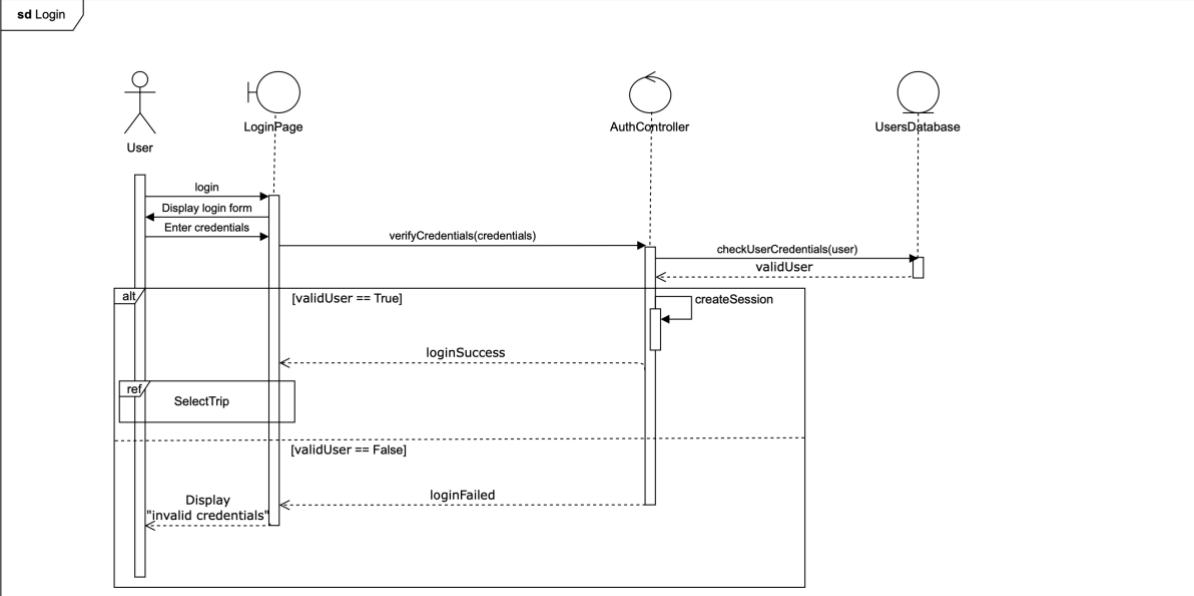 sd Login
User
LoginPage
AuthController
UsersDatabase
login
Display login form
Enter credentials
verifyCredentials(credentials)
checkUserCredentials(user)
validUser
alt
[validUser == True]
createSession
loginSuccess
ref
SelectTrip
[validUser == False]
loginFailed
Display
"invalid credentials"